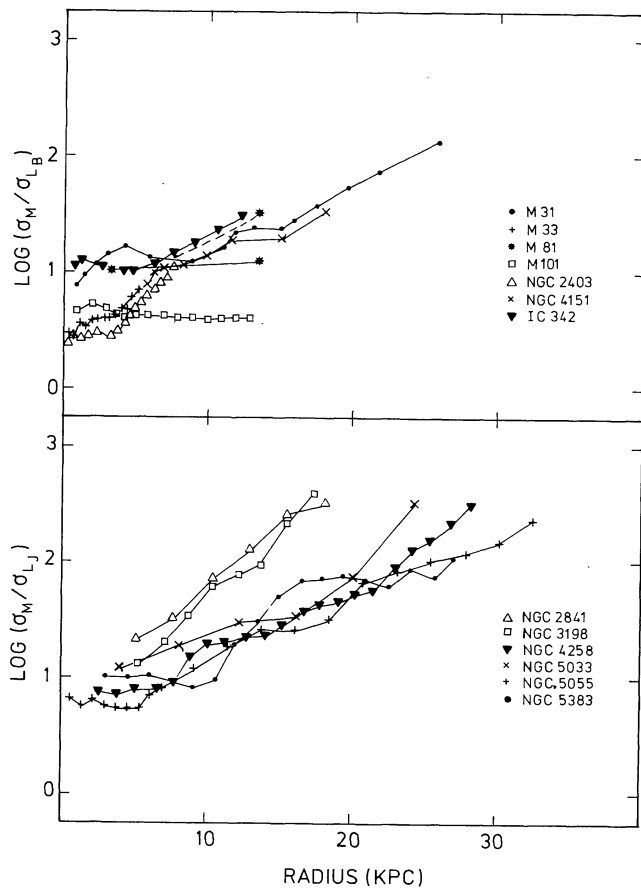 3
2
1
0
LOG (σM/σLB)
M 31
M 33
M 81
M101
NGC 2403
NGC 4151
IC 342
3
2
1
0
LOG (σM/σLJ)
NGC 2841
NGC 3198
NGC 4258
NGC 5033
NGC 5055
NGC 5383
10
20
30
RADIUS (KPC)